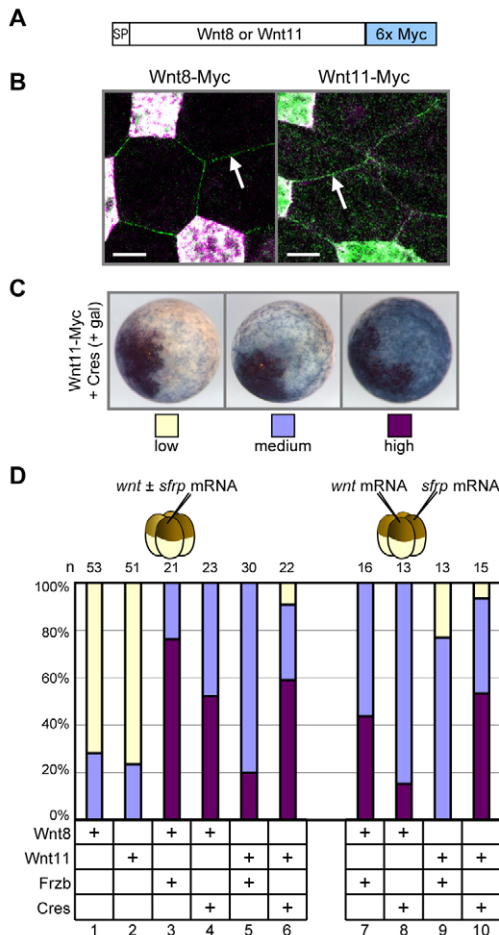 A
SP Wnt8 or Wnt11 6x Myc
Wnt8-Myc Wnt11-Myc
B
C
Wnt11-Myc
+ Cres (+ gal)
low medium high
D
wnt ± sfrp mRNA wnt mRNA sfrp mRNA
n 53 51 21 23 30 22 16 13 13 15
100%
80%
60%
40%
20%
0%
Wnt8 + + + + +
Wnt11 + + + + +
Frzb + + + +
Cres + + + +
1 2 3 4 5 6 7 8 9 10